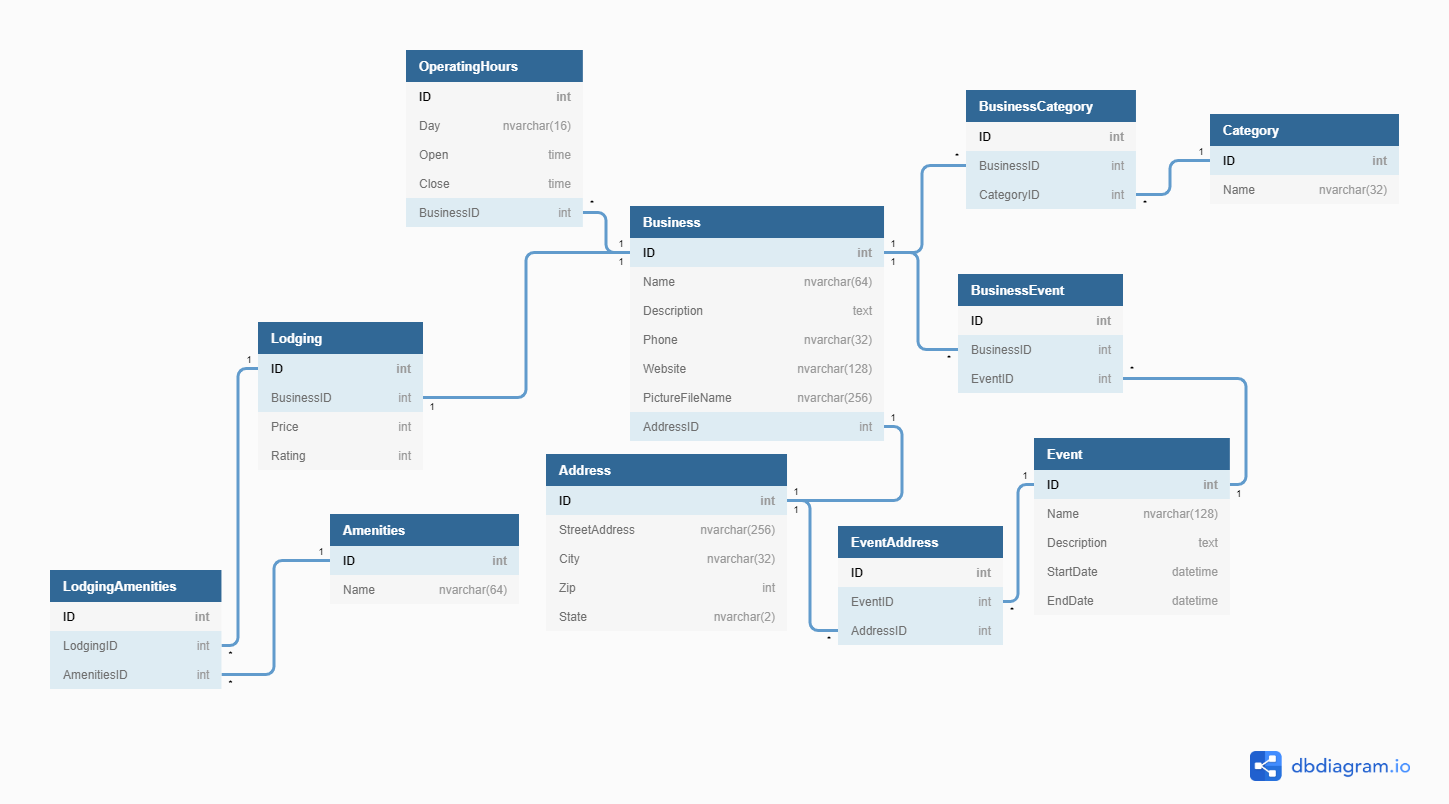 OperatingHours
ID int
Day nvarchar(16)
Open time
Close time
BusinessID int
*
BusinessCategory
ID int
BusinessID int
CategoryID int
*
*
Category
ID int
Name nvarchar(32)
1
Business
ID int
Name nvarchar(64)
Description text
Phone nvarchar(32)
Website nvarchar(128)
PictureFileName nvarchar(256)
AddressID int
1
1
1
1
1
BusinessEvent
ID int
BusinessID int
EventID int
*
*
Lodging
ID int
BusinessID int
Price int
Rating int
1
1
Address
ID int
StreetAddress nvarchar(256)
City nvarchar(32)
Zip int
State nvarchar(2)
1
1
Event
ID int
Name nvarchar(128)
Description text
StartDate datetime
EndDate datetime
1
1
Amenities
ID int
Name nvarchar(64)
1
EventAddress
ID int
EventID int
AddressID int
*
*
LodgingAmenities
ID int
LodgingID int
AmenitiesID int
*
*
dbdiagram.io